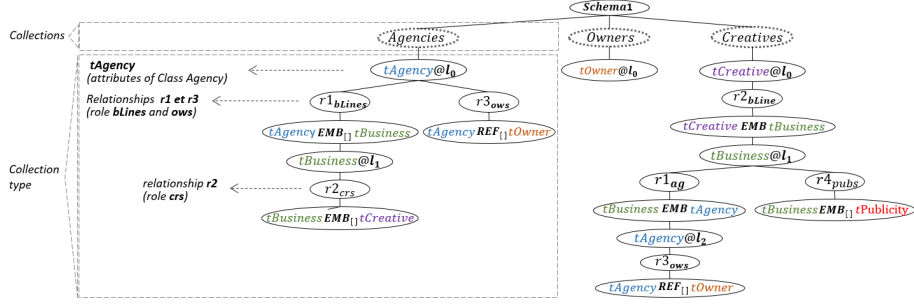 Schema1
Collections
Agencies
Owners
Creatives
tAgency
(attributes of Class Agency)
tAgency@l0
tOwner@l0
tCreative@l0
Relationships r1 et r3
(role bLines and ows)
r1bLines
r3ows
r2bLine
tAgency EMB[] tBusiness
tAgency REF[] tOwner
tCreative EMB tBusiness
Collection
type
tBusiness@l1
tBusiness@l1
relationship r2
(role crs)
r2crs
r1ag
r4pubs
tBusiness EMB[] tCreative
tBusiness EMB tAgency
tBusiness EMB[] tPublicity
tAgency@l2
r3ows
tAgency REF[] tOwner